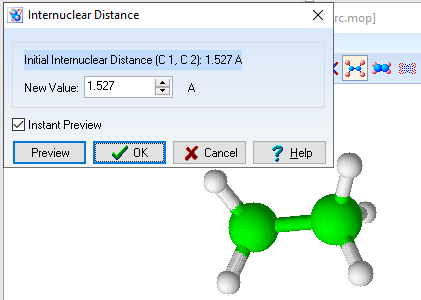 Internuclear Distance
rc.mop]
Initial Internuclear Distance (C 1, C 2): 1.527 A
New Value: 1.527 A
Instant Preview
Preview OK Cancel Help